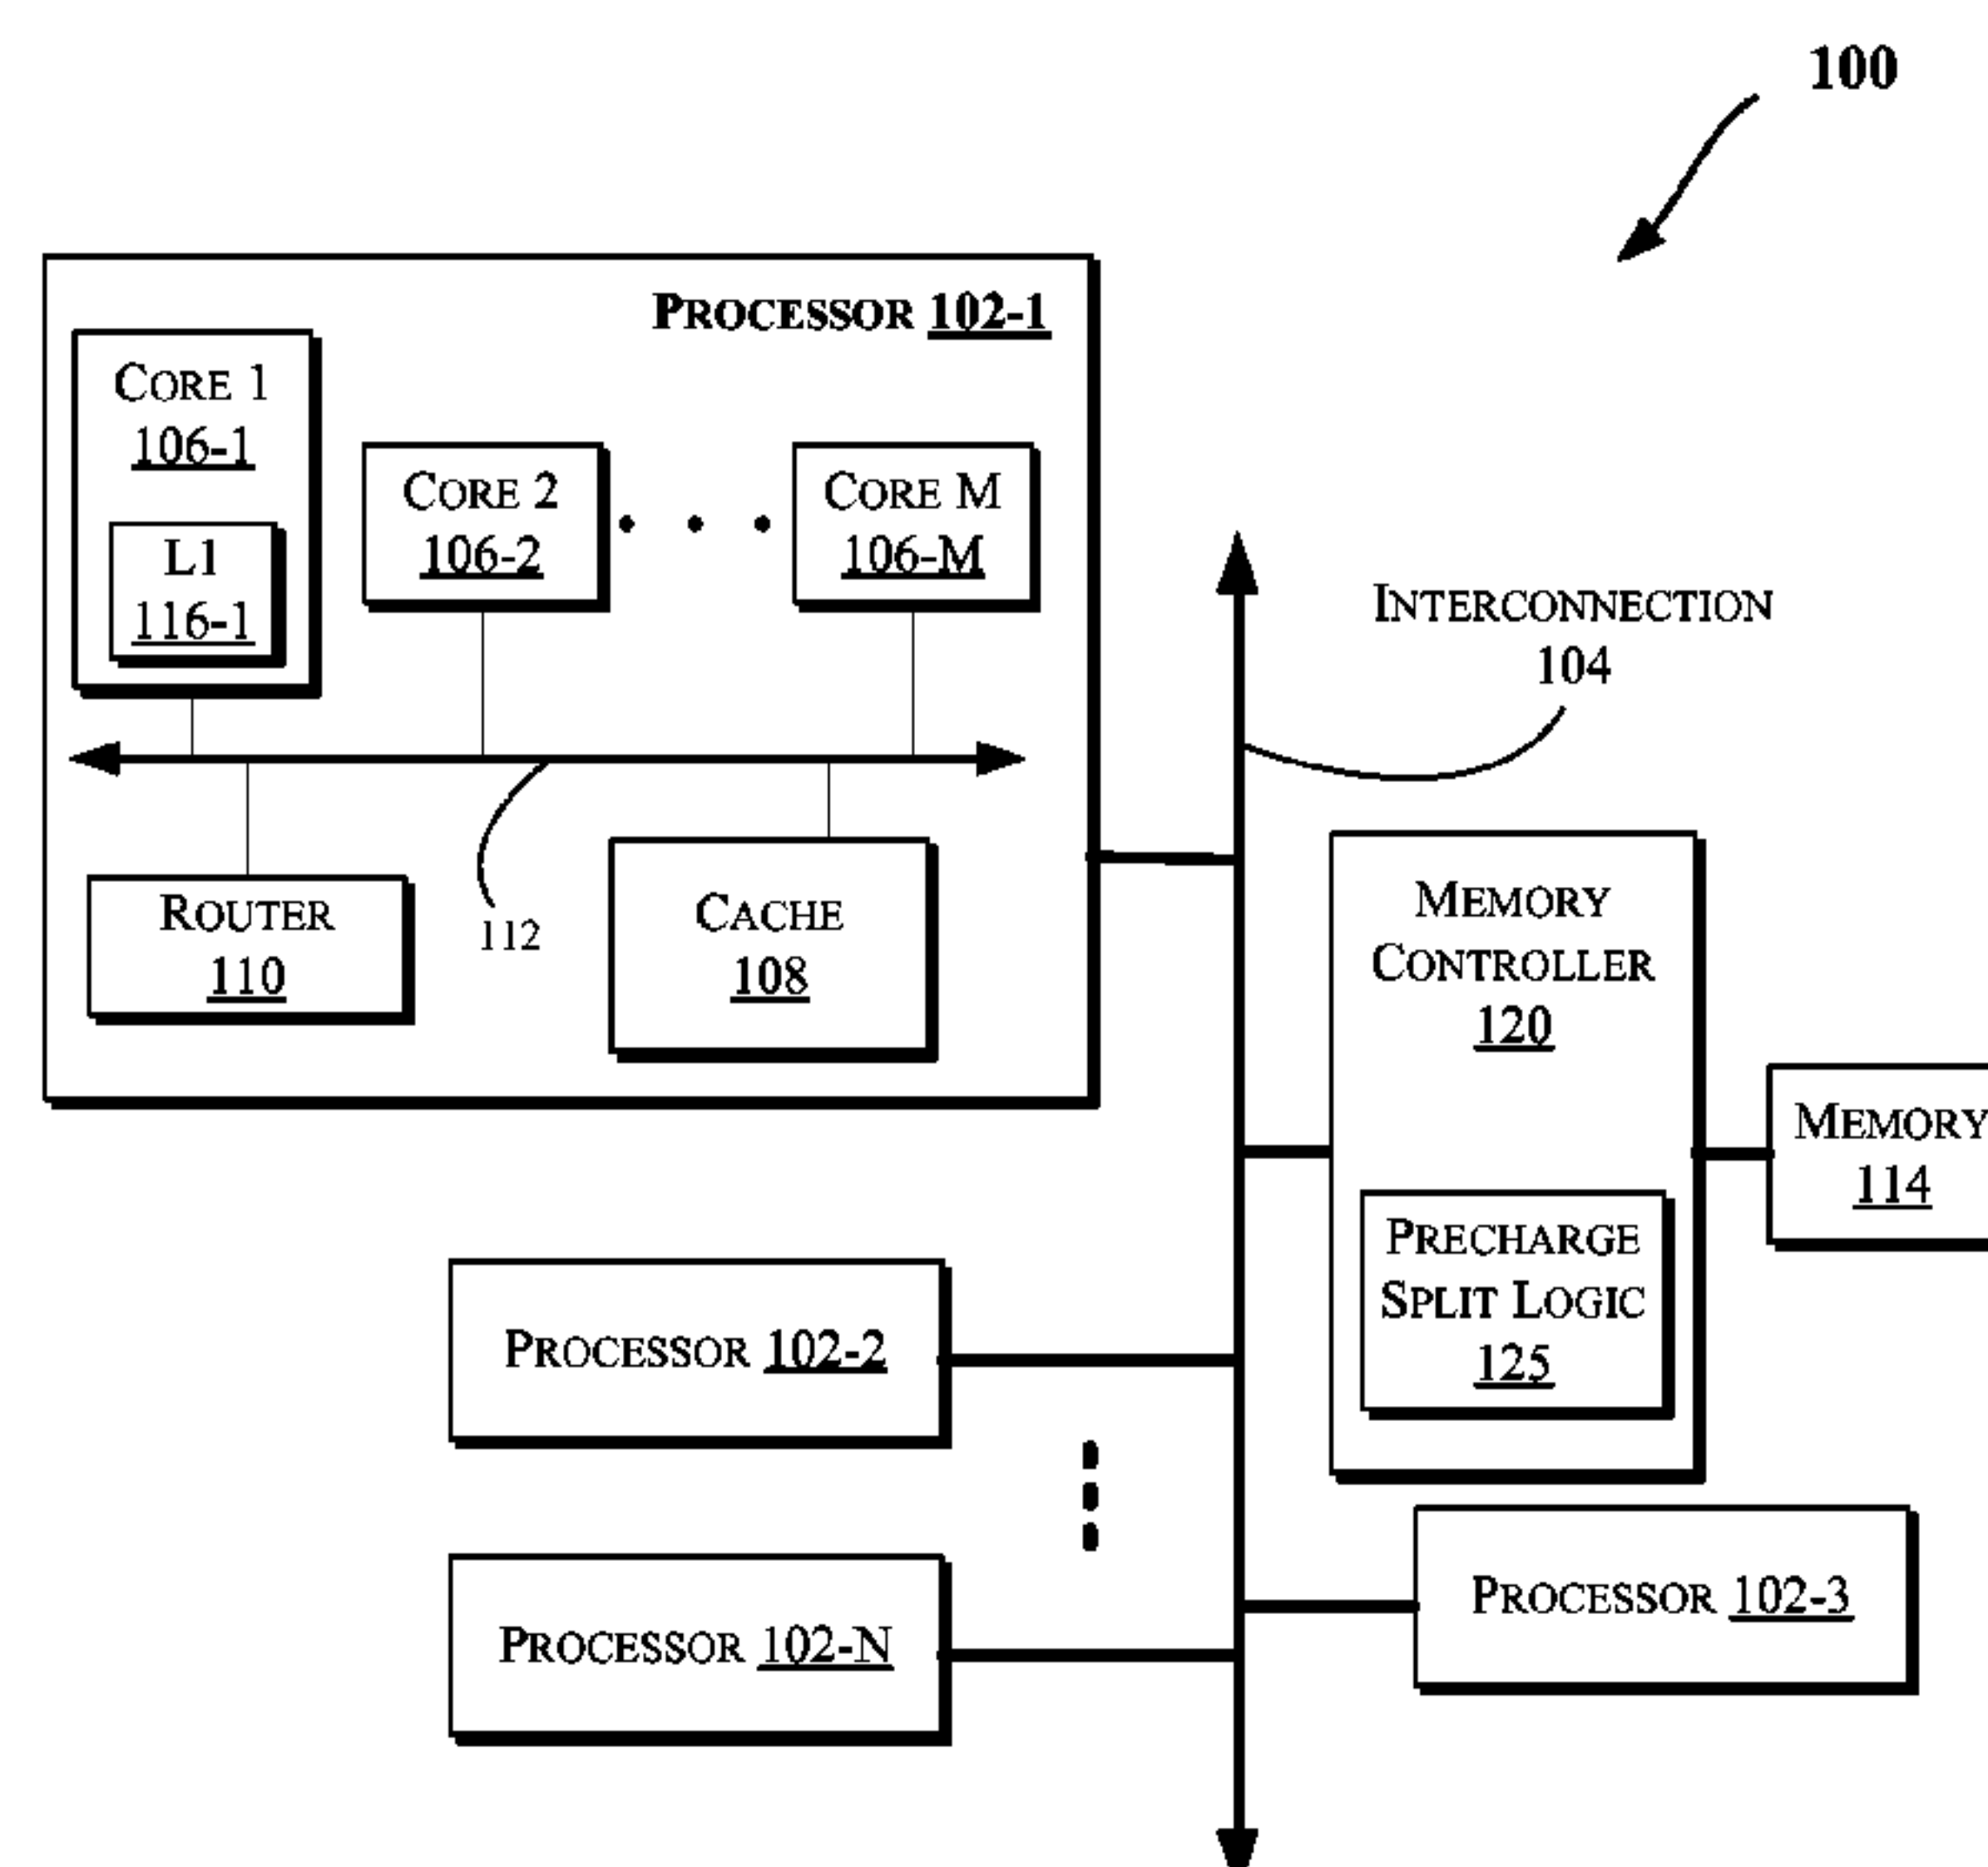 100
PROCESSOR 102-1
CORE 1
106-1
L1
116-1
CORE 2
106-2
CORE M
106-M
112
ROUTER
110
CACHE
108
INTERCONNECTION
104
MEMORY
CONTROLLER
120
PRECHARGE
SPLIT LOGIC
125
MEMORY
114
PROCESSOR 102-2
PROCESSOR 102-N
PROCESSOR 102-3